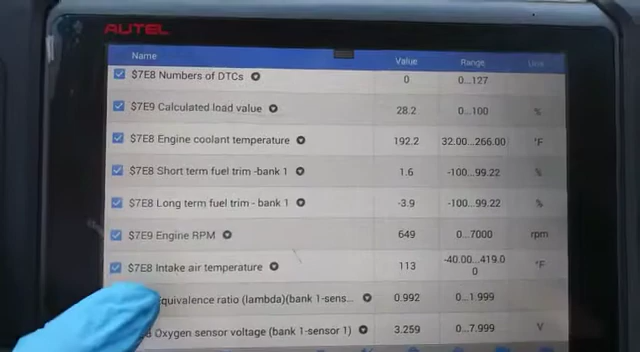 AUTEL
Name Value Range Unit
$7E8 Numbers of DTCs 0 0...127
$7E9 Calculated load value 28.2 0...100 %
$7E8 Engine coolant temperature 192.2 32.00...266.00 °F
$7E8 Short term fuel trim -bank 1 1.6 -100...99.22 %
$7E8 Long term fuel trim - bank 1 -3.9 -100...99.22 %
$7E9 Engine RPM 649 0...7000 rpm
$7E8 Intake air temperature 113 -40.00...419.0 °F
0
Equivalence ratio (lambda)(bank 1-sens... 0.992 0...1.999
Oxygen sensor voltage (bank 1-sensor 1) 3.259 0...7.999 V